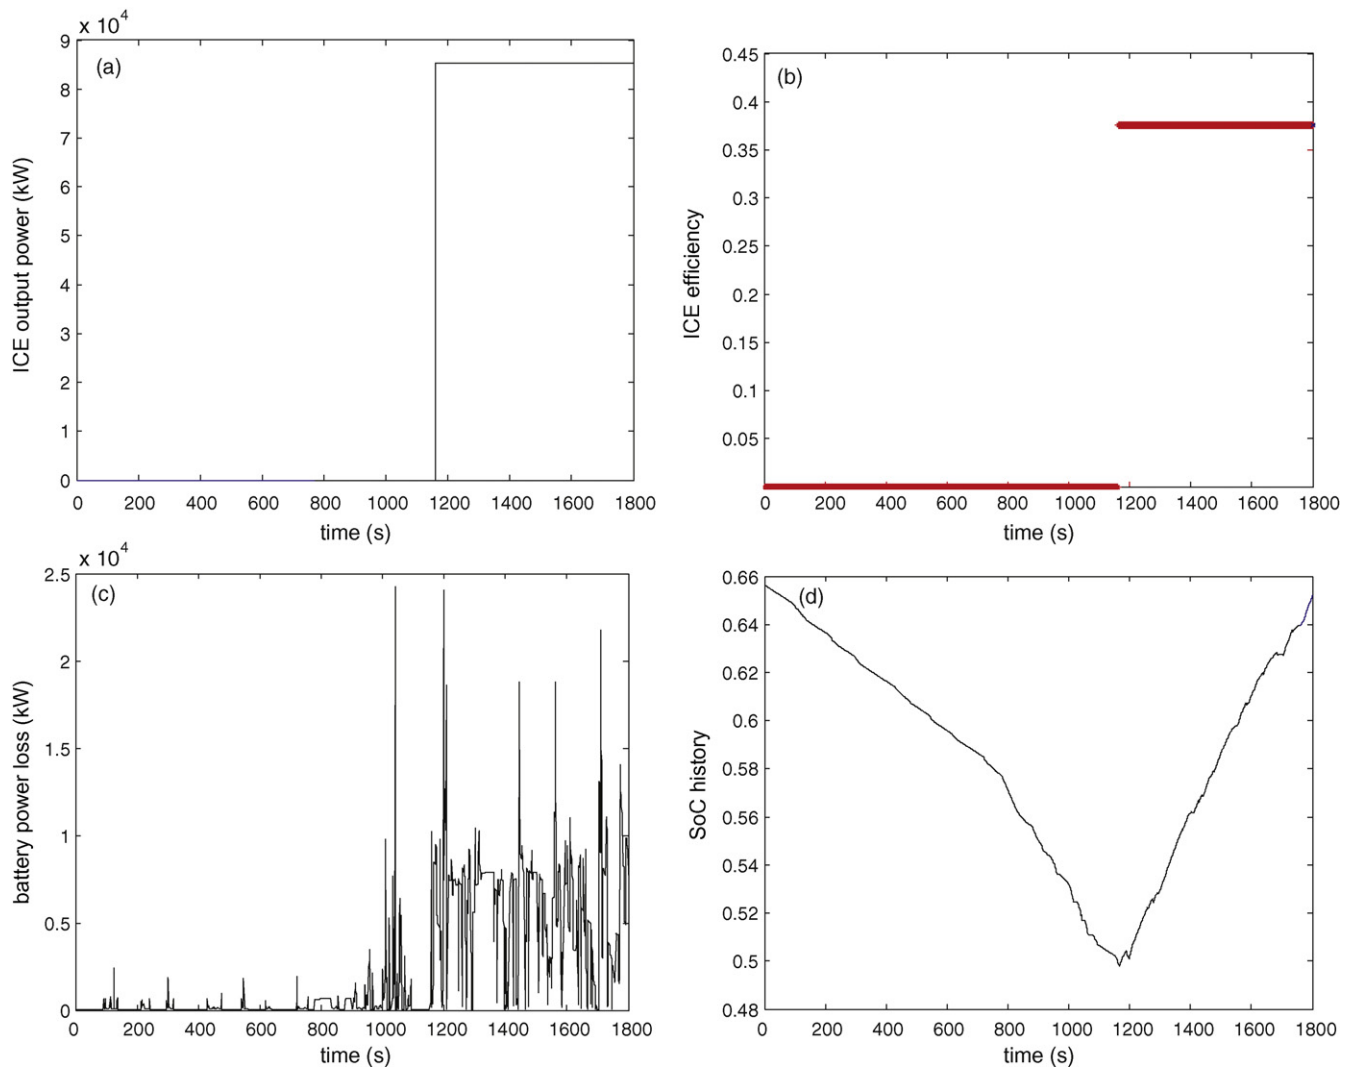 x 10^4
9
8
7
6
5
4
3
2
1
0
(a)
ICE output power (kW)
0 200 400 600 800 1000 1200 1400 1600 1800
time (s)
0.45
0.4
0.35
0.3
0.25
0.2
0.15
0.1
0.05
(b)
ICE efficiency
0 200 400 600 800 1000 1200 1400 1600 1800
time (s)
x 10^4
2.5
2
1.5
1
0.5
0
(c)
battery power loss (kW)
0 200 400 600 800 1000 1200 1400 1600 1800
time (s)
0.66
0.64
0.62
0.6
0.58
0.56
0.54
0.52
0.5
0.48
(d)
SoC history
0 200 400 600 800 1000 1200 1400 1600 1800
time (s)